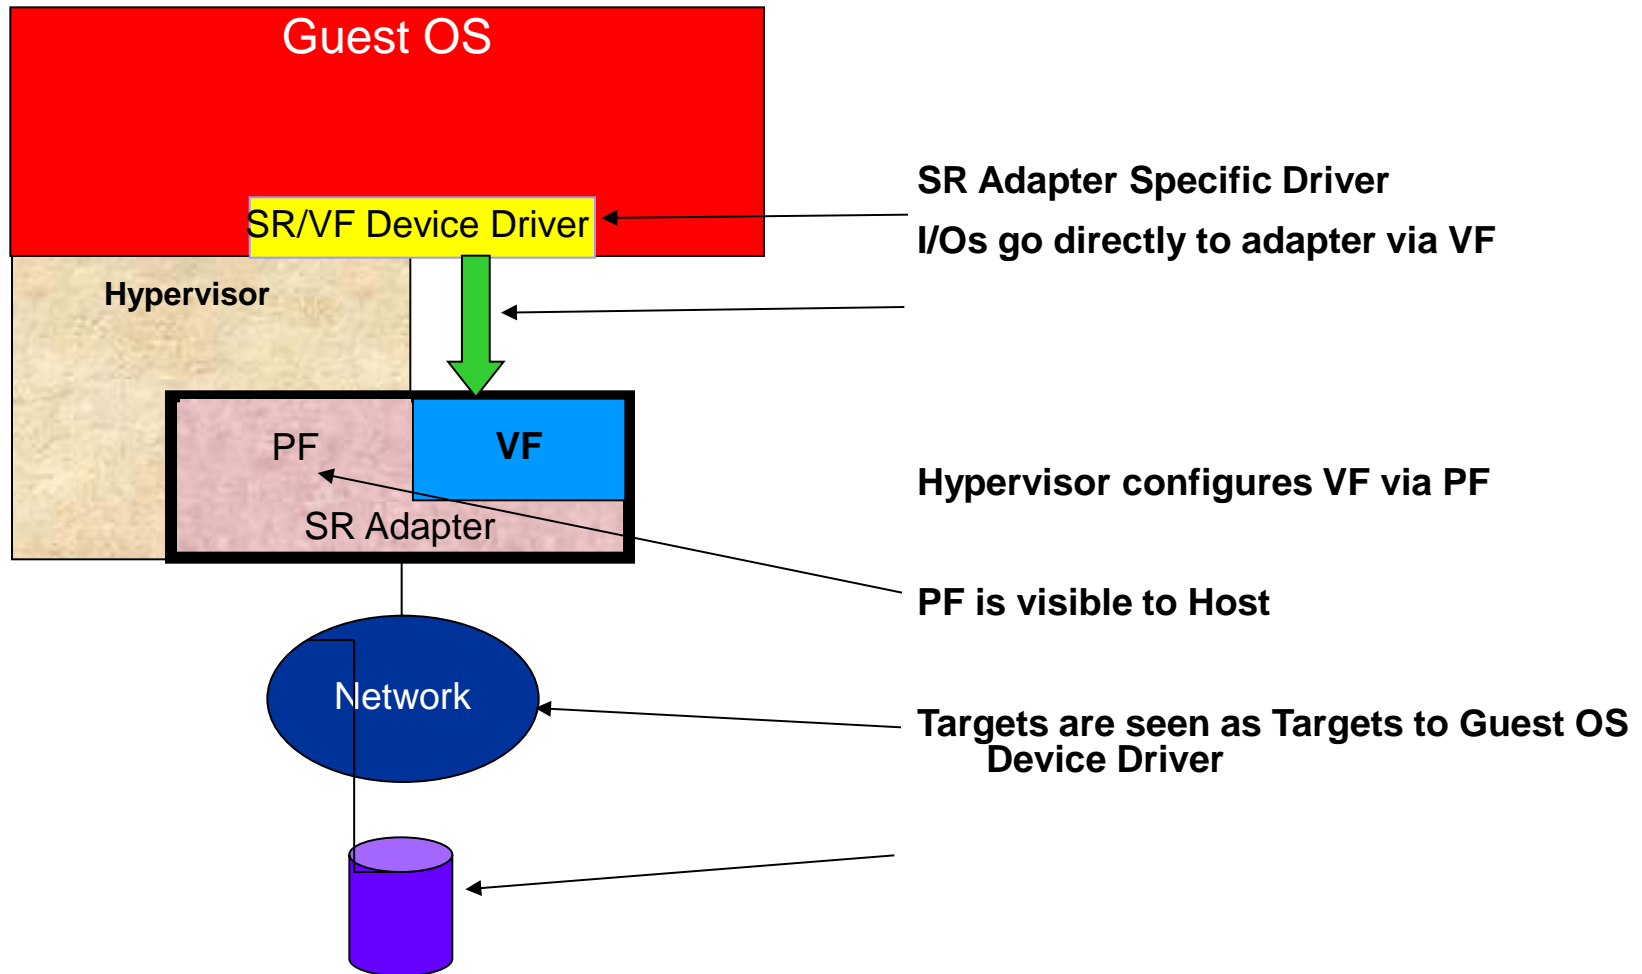 Guest OS
SR Adapter Specific Driver
SR/VF Device Driver
I/Os go directly to adapter via VF
Hypervisor
PF
VF
Hypervisor configures VF via PF
SR Adapter
PF is visible to Host
Network
Targets are seen as Targets to Guest OS
Device Driver